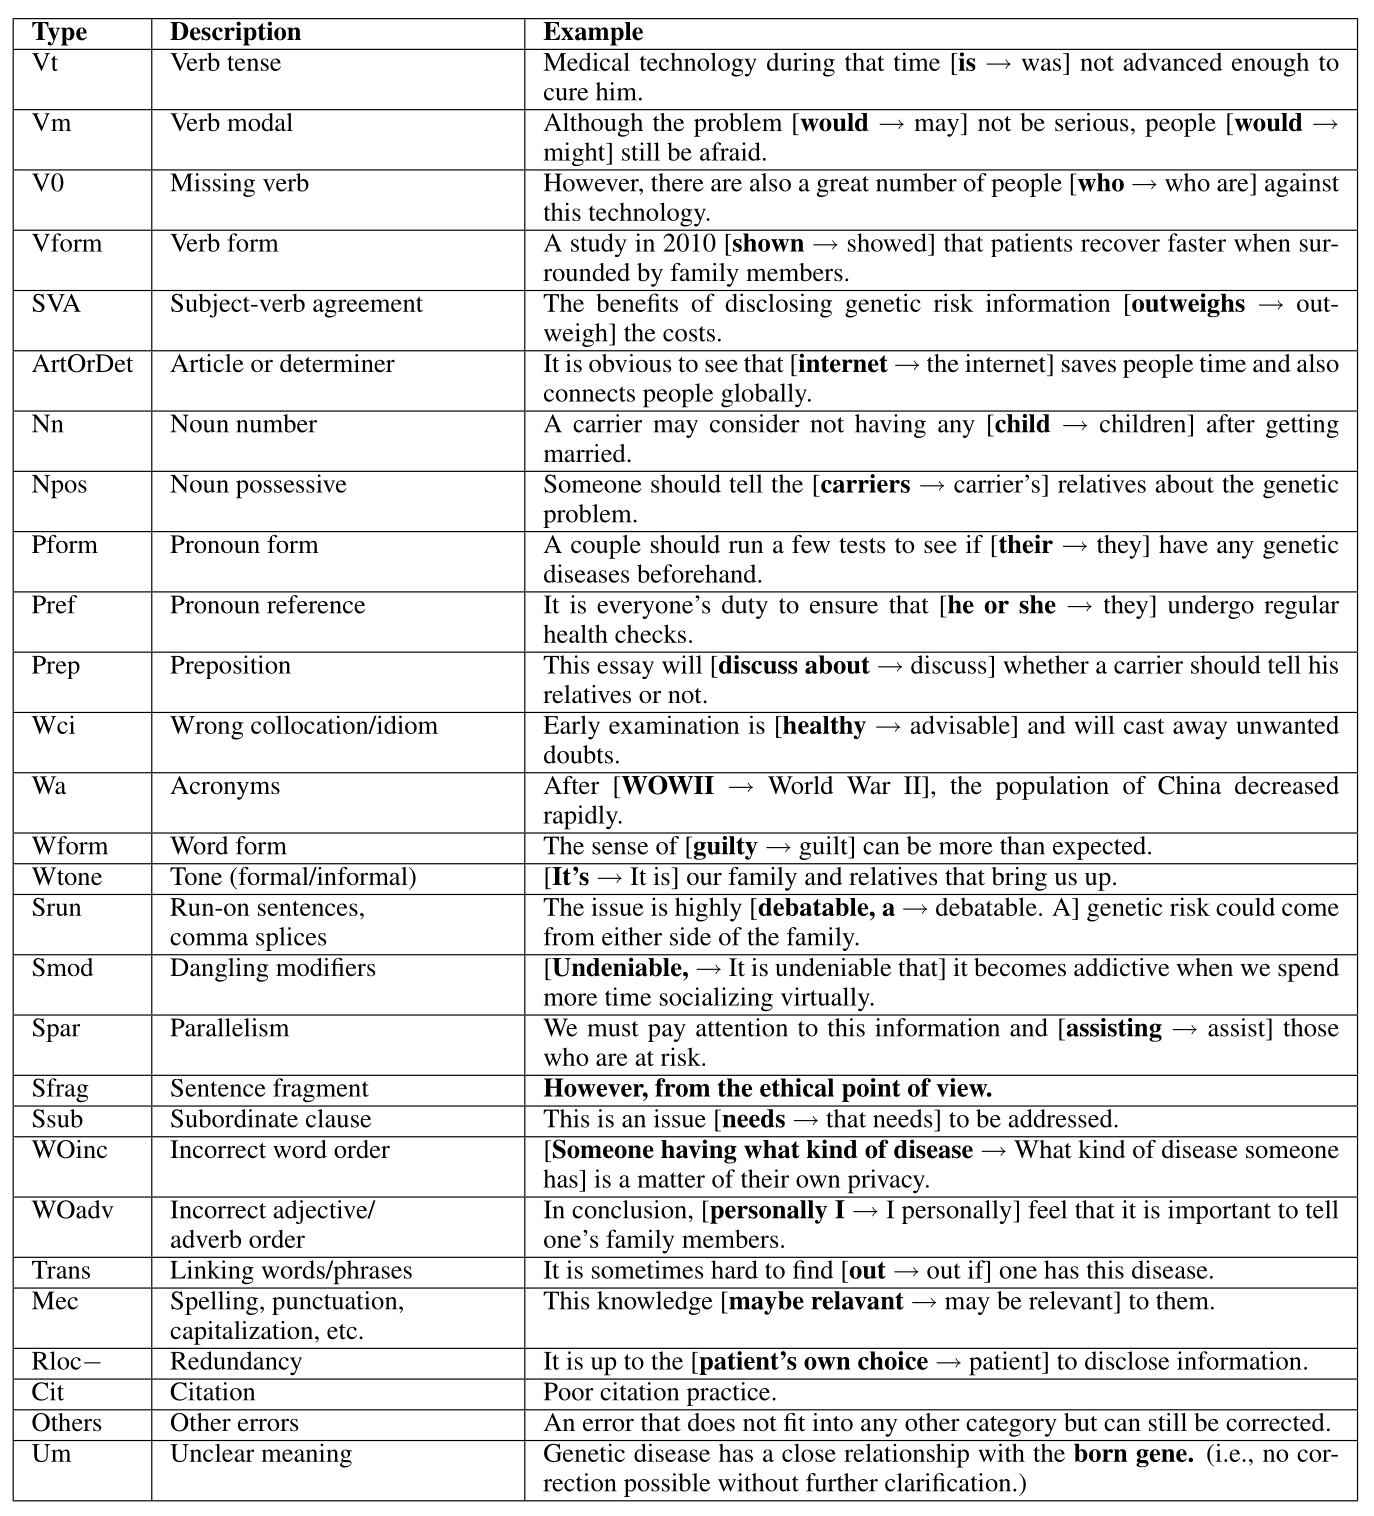 Type Description Example
Vt Verb tense Medical technology during that time [is → was] not advanced enough to
cure him.
Vm Verb modal Although the problem [would → may] not be serious, people [would →
might] still be afraid.
V0 Missing verb However, there are also a great number of people [who → who are] against
this technology.
Vform Verb form A study in 2010 [shown → showed] that patients recover faster when sur-
rounded by family members.
SVA Subject-verb agreement The benefits of disclosing genetic risk information [outweighs → out-
weigh] the costs.
ArtOrDet Article or determiner It is obvious to see that [internet → the internet] saves people time and also
connects people globally.
Nn Noun number A carrier may consider not having any [child → children] after getting
married.
Npos Noun possessive Someone should tell the [carriers → carrier's] relatives about the genetic
problem.
Pform Pronoun form A couple should run a few tests to see if [their → they] have any genetic
diseases beforehand.
Pref Pronoun reference It is everyone's duty to ensure that [he or she → they] undergo regular
health checks.
Prep Preposition This essay will [discuss about → discuss] whether a carrier should tell his
relatives or not.
Wci Wrong collocation/idiom Early examination is [healthy → advisable] and will cast away unwanted
doubts.
Wa Acronyms After [WOWII → World War II], the population of China decreased
rapidly.
Wform Word form The sense of [guilty → guilt] can be more than expected.
Wtone Tone (formal/informal) [It's → It is] our family and relatives that bring us up.
Srun Run-on sentences, The issue is highly [debatable, a → debatable. A] genetic risk could come
comma splices from either side of the family.
Smod Dangling modifiers [Undeniable, → It is undeniable that] it becomes addictive when we spend
more time socializing virtually.
Spar Parallelism We must pay attention to this information and [assisting → assist] those
who are at risk.
Sfrag Sentence fragment However, from the ethical point of view.
Ssub Subordinate clause This is an issue [needs → that needs] to be addressed.
WOinc Incorrect word order [Someone having what kind of disease → What kind of disease someone
has] is a matter of their own privacy.
WOadv Incorrect adjective/ In conclusion, [personally I → I personally] feel that it is important to tell
adverb order one's family members.
Trans Linking words/phrases It is sometimes hard to find [out → out if] one has this disease.
Mec Spelling, punctuation, This knowledge [maybe relavant → may be relevant] to them.
capitalization, etc.
Rloc− Redundancy It is up to the [patient's own choice → patient] to disclose information.
Cit Citation Poor citation practice.
Others Other errors An error that does not fit into any other category but can still be corrected.
Um Unclear meaning Genetic disease has a close relationship with the born gene. (i.e., no cor-
rection possible without further clarification.)